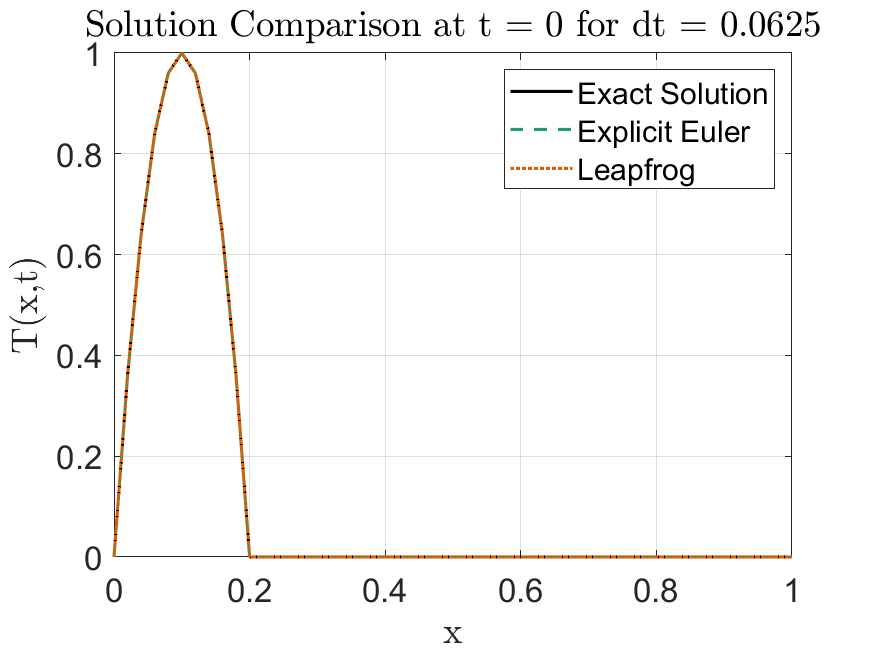 Solution Comparison at t = 0 for dt = 0.0625
Exact Solution
Explicit Euler
Leapfrog
T(x,t)
1
0.8
0.6
0.4
0.2
0
0 0.2 0.4 0.6 0.8 1
x